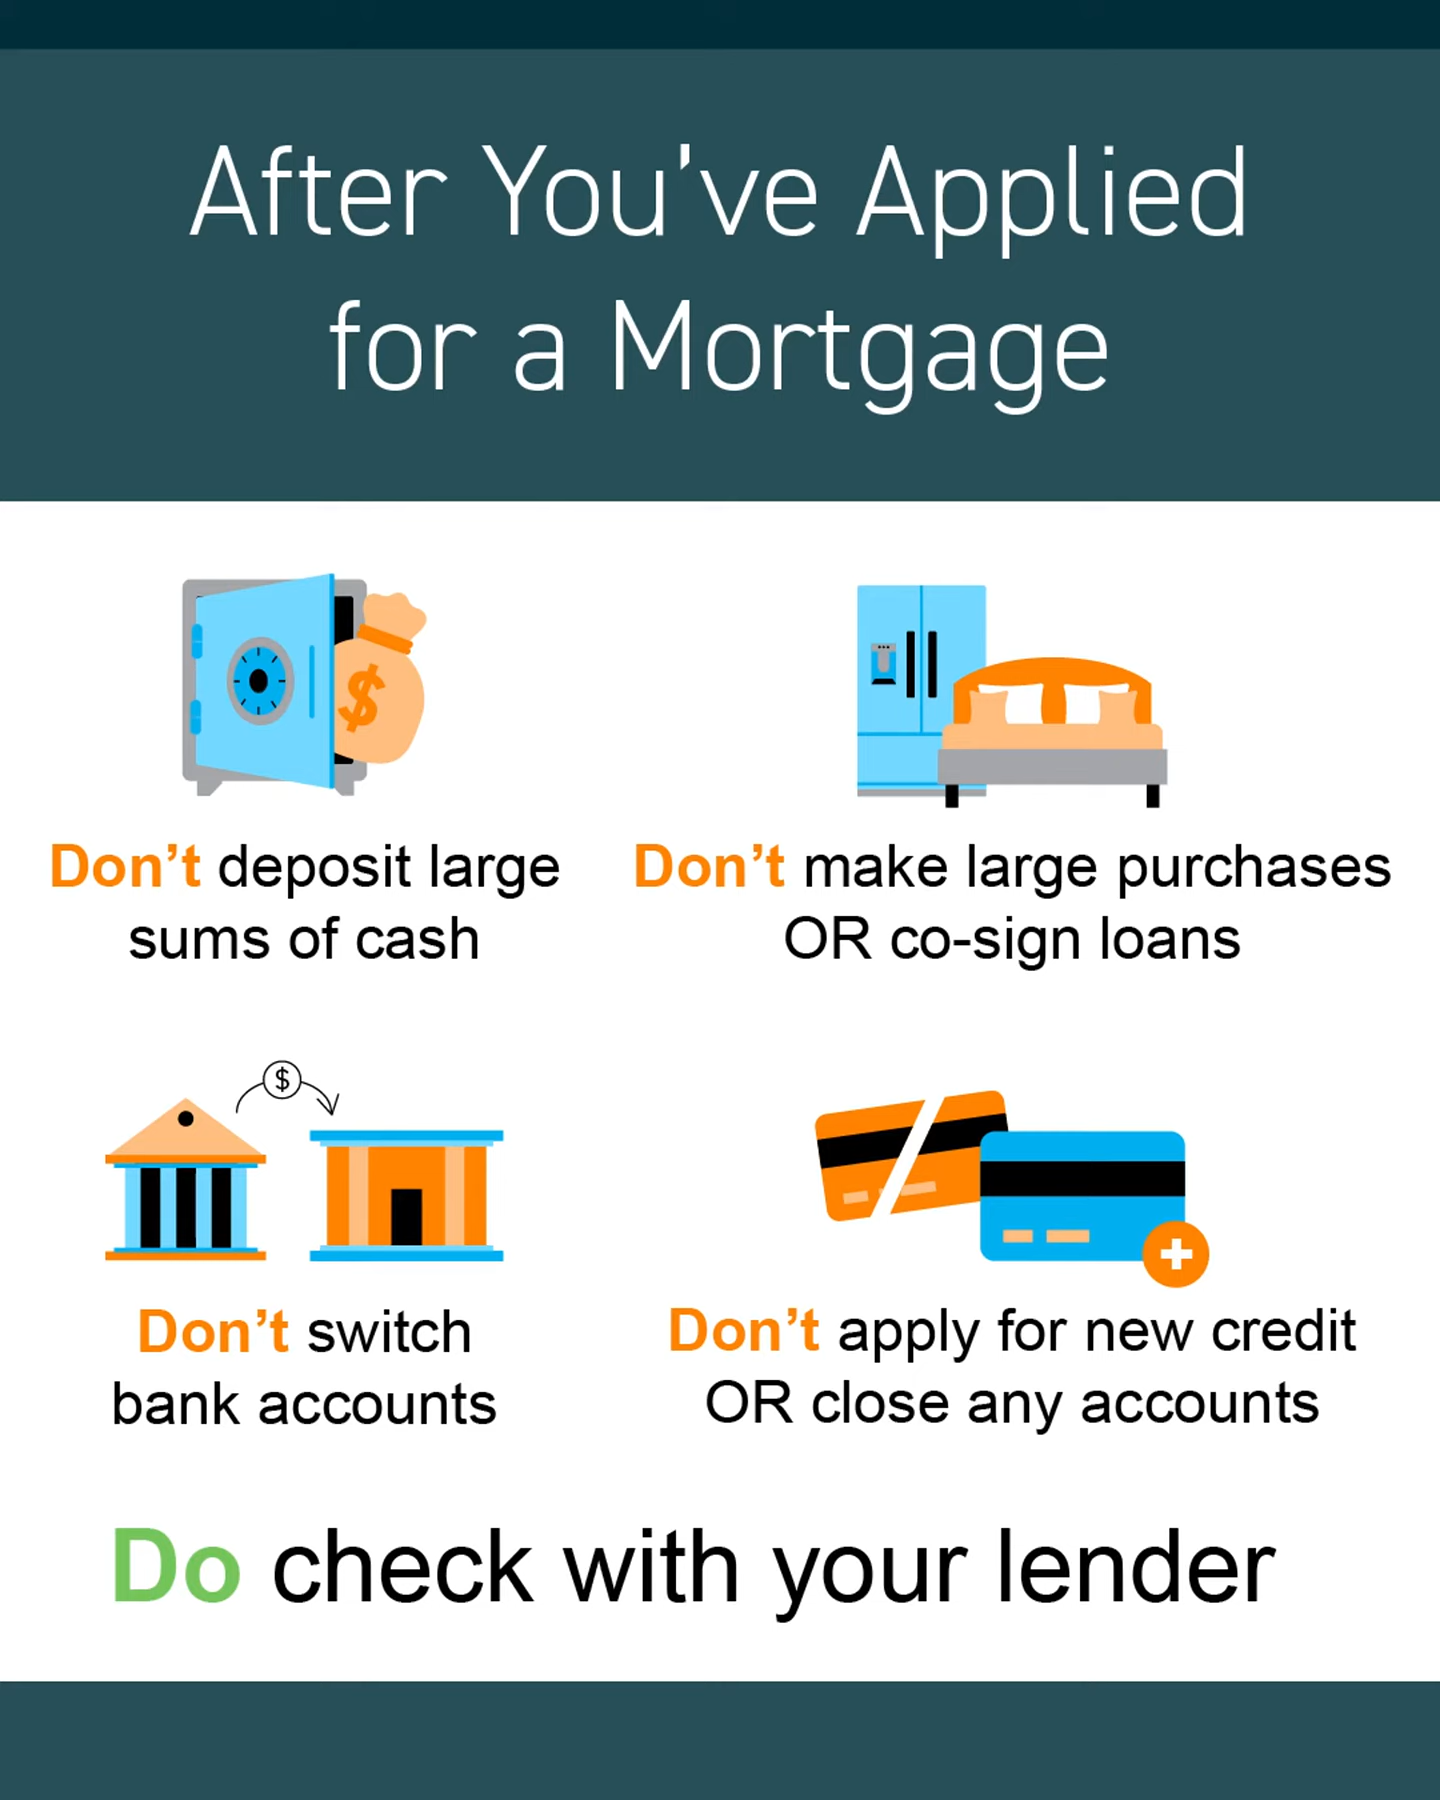 After You’ve Applied
for a Mortgage
$
Don’t deposit large
sums of cash
Don’t make large purchases
OR co-sign loans
$
Don’t switch
bank accounts
Don’t apply for new credit
OR close any accounts
Do check with your lender